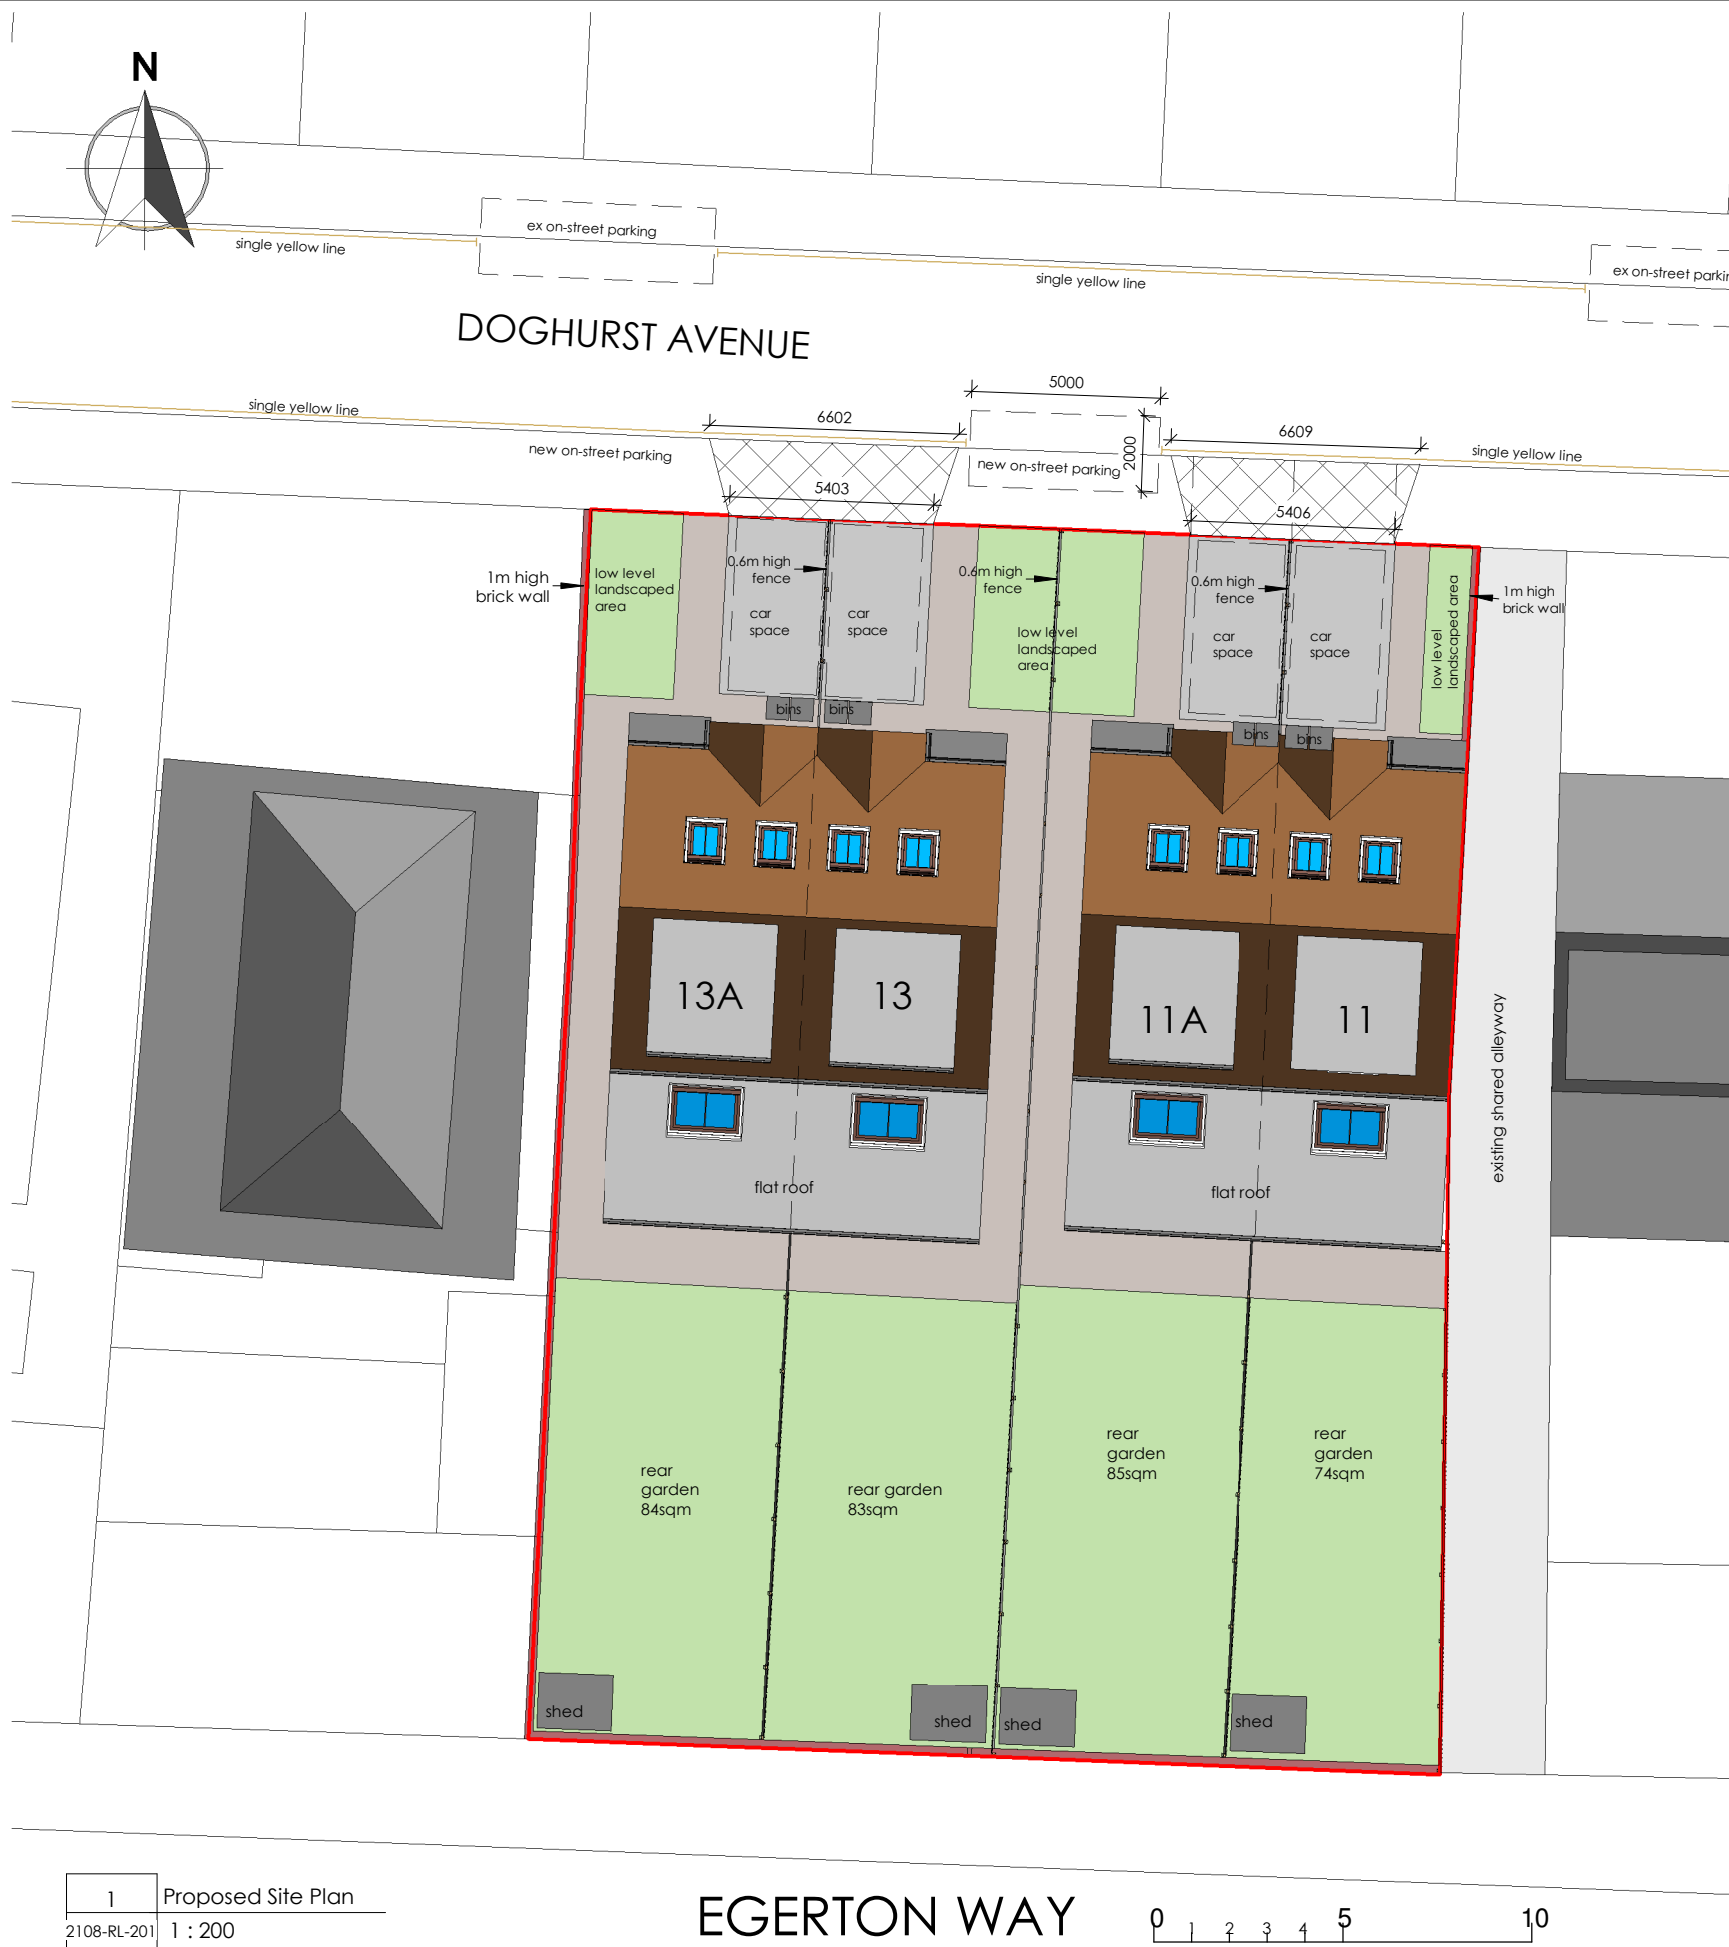 N
ex on-street parking
single yellow line
ex on-street parkin
single yellow line
DOGHURST AVENUE
5000
single yellow line
6602
6609
2000
new on-street parking
new on-street parking
single yellow line
5403
5406
1m high
brick wall
low level
landscaped
area
0.6m high
fence
car
space
car
space
0.6m high
fence
low level
landscaped
area
0.6m high
fence
car
space
car
space
low level
landscaped area
1m high
brick wall
bins
bins
bins
bins
13A
13
11A
11
existing shared alleyway
flat roof
flat roof
rear
garden
84sqm
rear garden
83sqm
rear
garden
85sqm
rear
garden
74sqm
shed
shed
shed
shed
1
Proposed Site Plan
2108-RL-201
1 : 200
EGERTON WAY
0 1 2 3 4 5 10